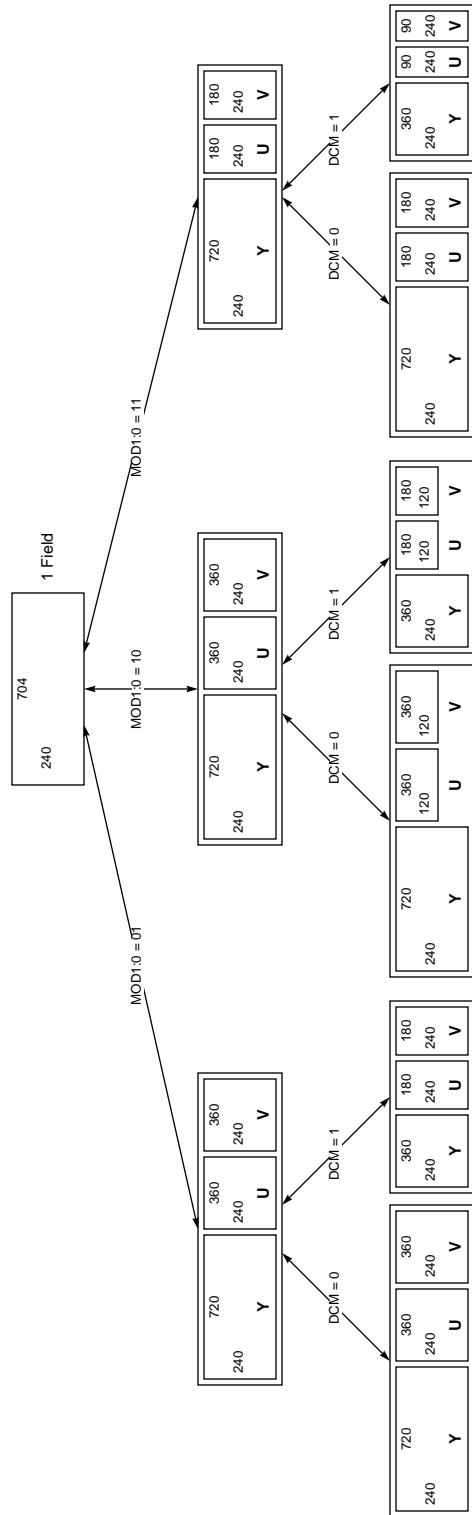 1 Field
704
240
MOD1:0 = 01
MOD1:0 = 10
MOD1:0 = 11
720
240
Y
360
240
U
360
240
V
720
240
Y
360
240
U
360
240
V
720
240
Y
180
240
U
180
240
V
DCM = 0
DCM = 1
DCM = 0
DCM = 1
DCM = 0
DCM = 1
720
240
Y
360
240
U
360
240
V
360
240
Y
180
240
U
180
240
V
720
240
Y
360
120
U
360
120
V
360
240
Y
180
120
U
180
120
V
720
240
Y
180
240
U
180
240
V
360
240
Y
90
240
U
90
240
V